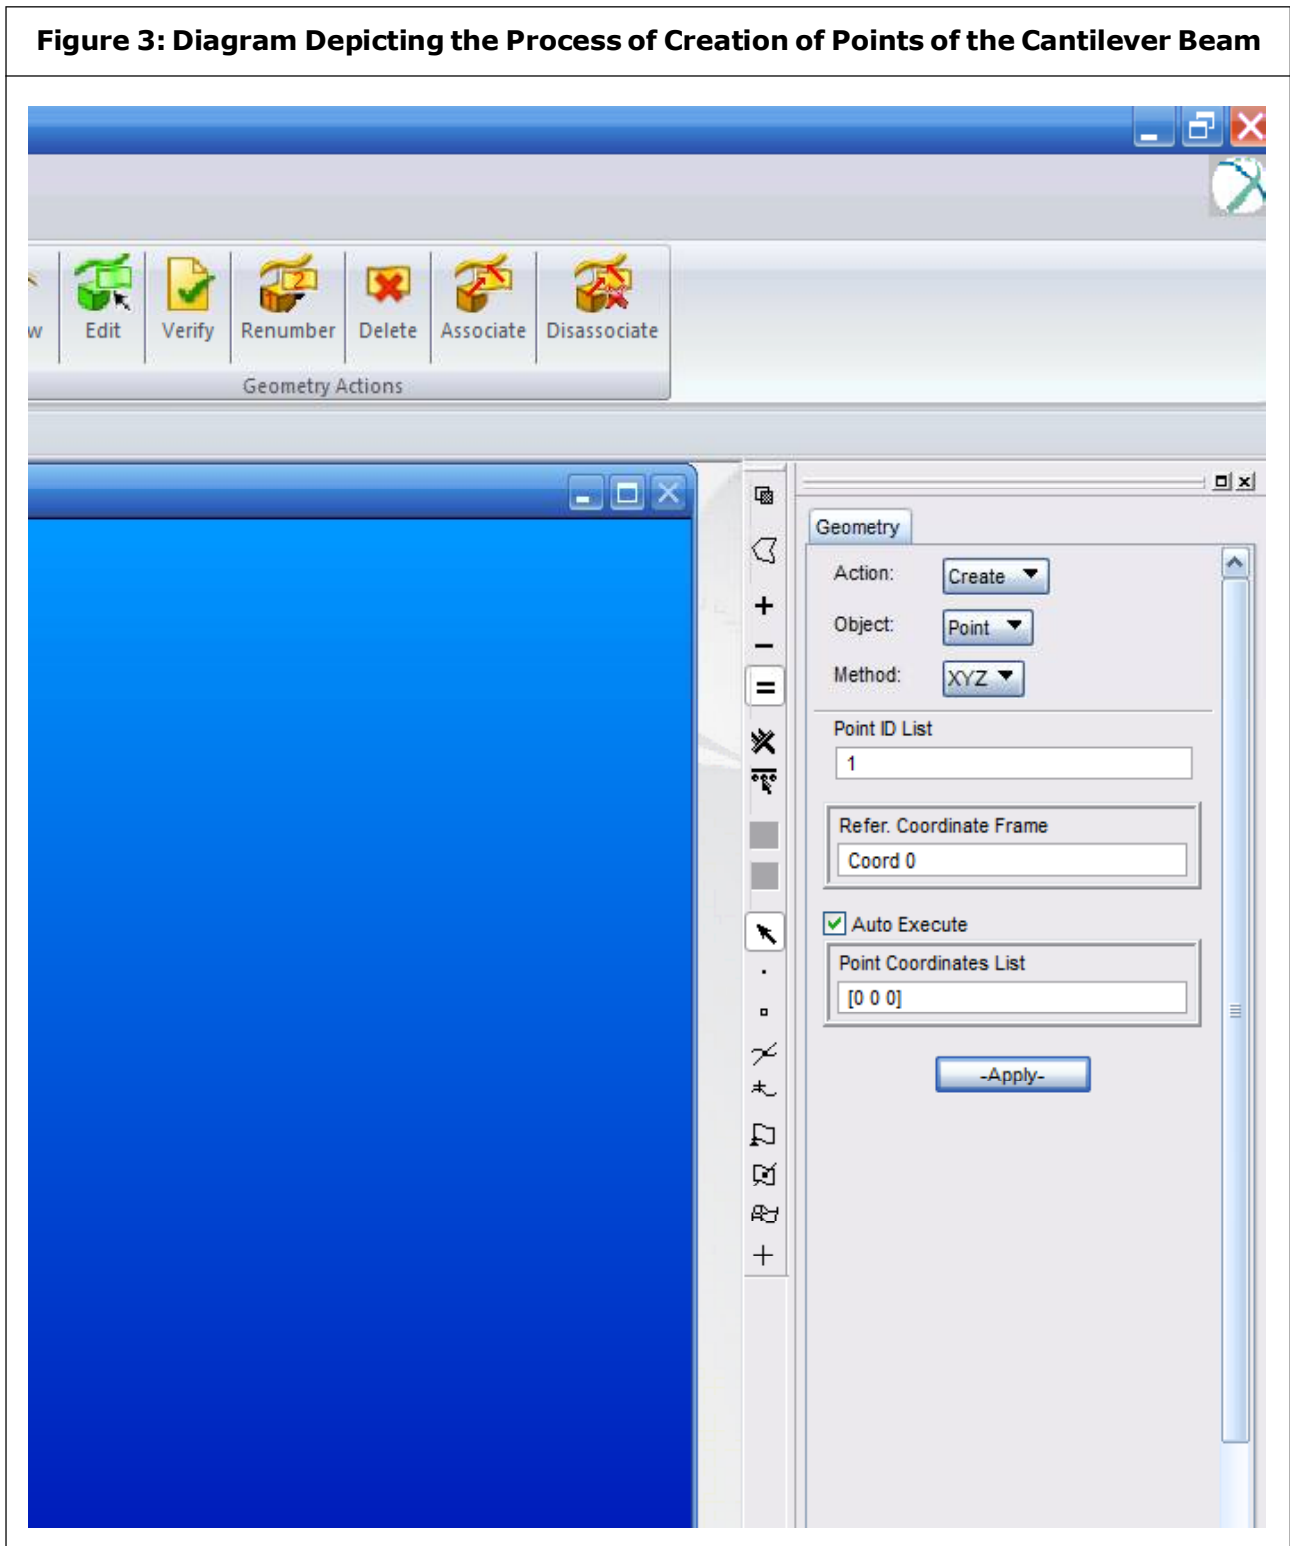 Figure 3: Diagram Depicting the Process of Creation of Points of the Cantilever Beam
w Edit Verify Renumber Delete Associate Disassociate
Geometry Actions
Geometry
Action: Create
Object: Point
Method: XYZ
Point ID List
1
Refer. Coordinate Frame
Coord 0
Auto Execute
Point Coordinates List
[0 0 0]
-Apply-